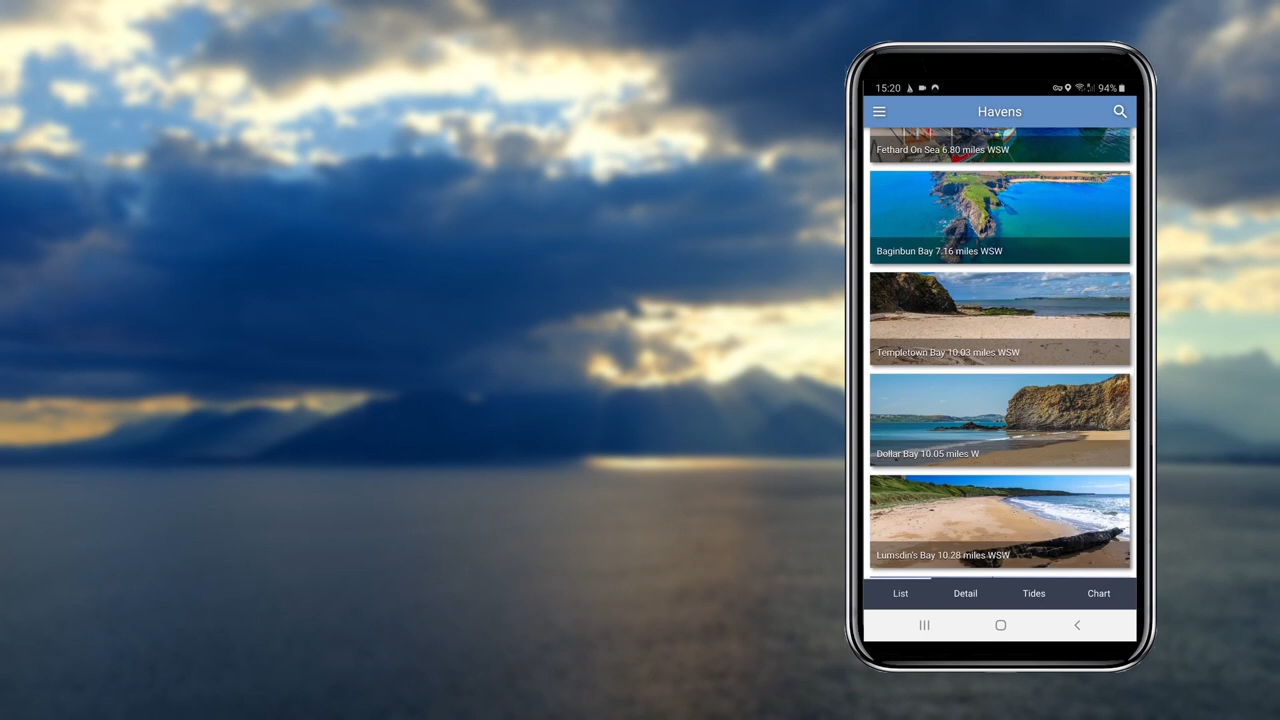 15:20
94%
Havens
Fethard On Sea 6.80 miles WSW
Baginbun Bay 7.16 miles WSW
Templetown Bay 10.03 miles WSW
Dollar Bay 10.05 miles W
Lumsdin's Bay 10.28 miles WSW
List Detail Tides Chart